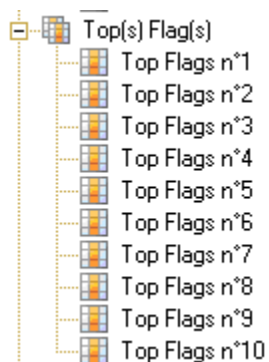 Top(s) Flag(s)
Top Flags n°1
Top Flags n°2
Top Flags n°3
Top Flags n°4
Top Flags n°5
Top Flags n°6
Top Flags n°7
Top Flags n°8
Top Flags n°9
Top Flags n°10